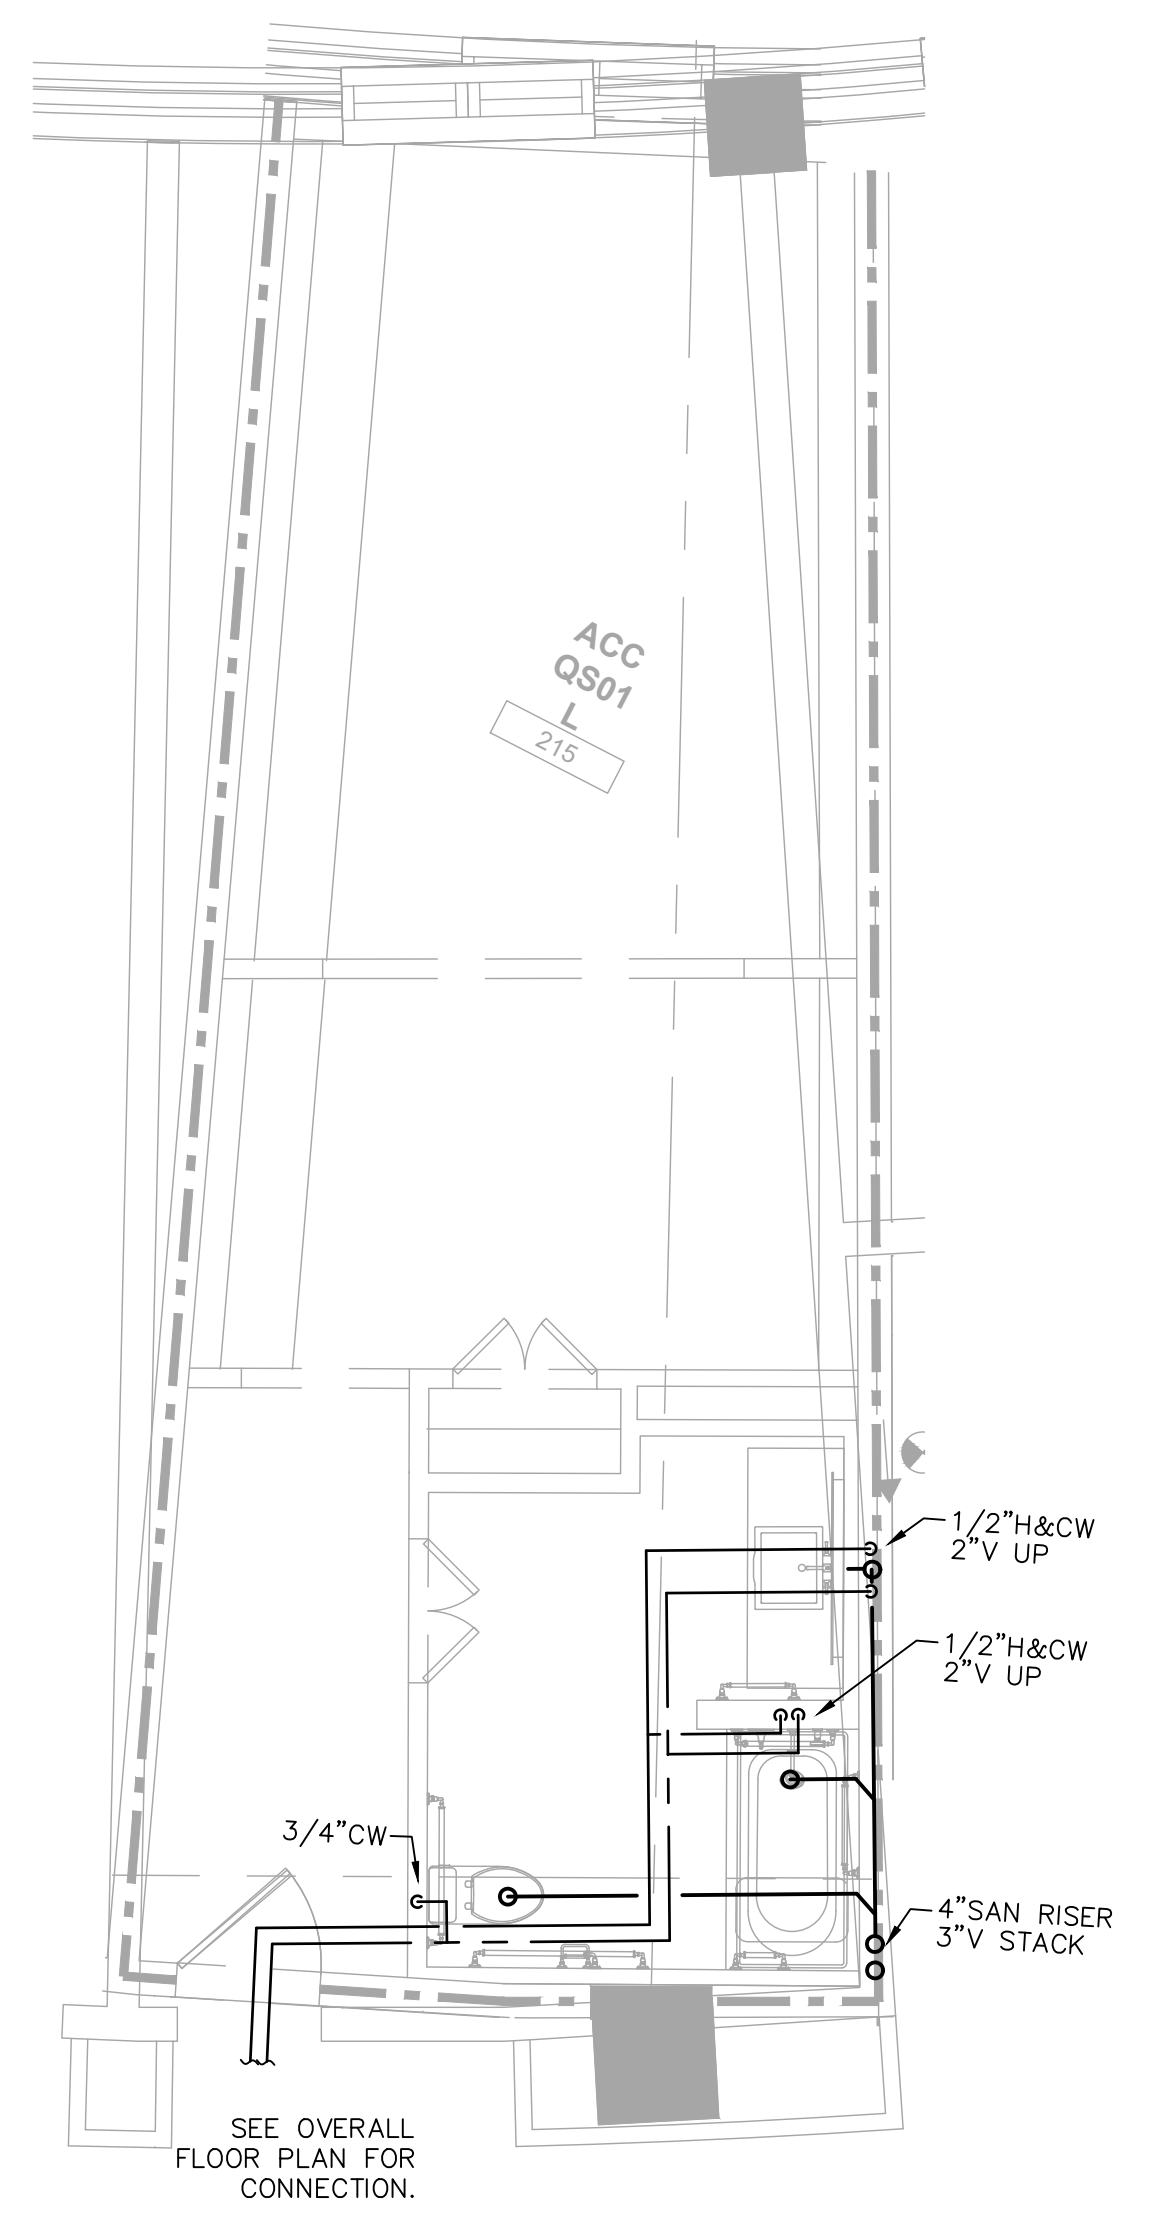 ACC
QS01
L
215
1/2"H&CW
2"V UP
1/2"H&CW
2"V UP
3/4"CW
4"SAN RISER
3"V STACK
SEE OVERALL
FLOOR PLAN FOR
CONNECTION.